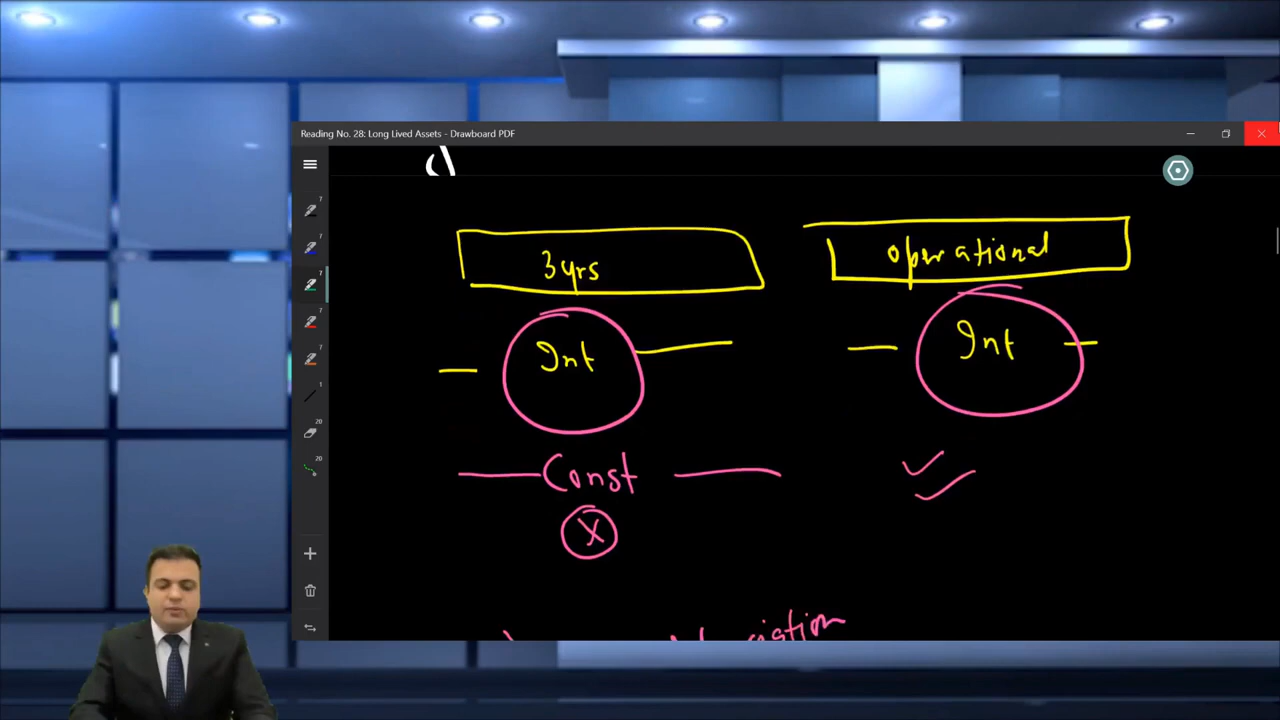 Reading No. 28: Long Lived Assets - Drawboard PDF
3yrs
operational
Int
Int
Const
X